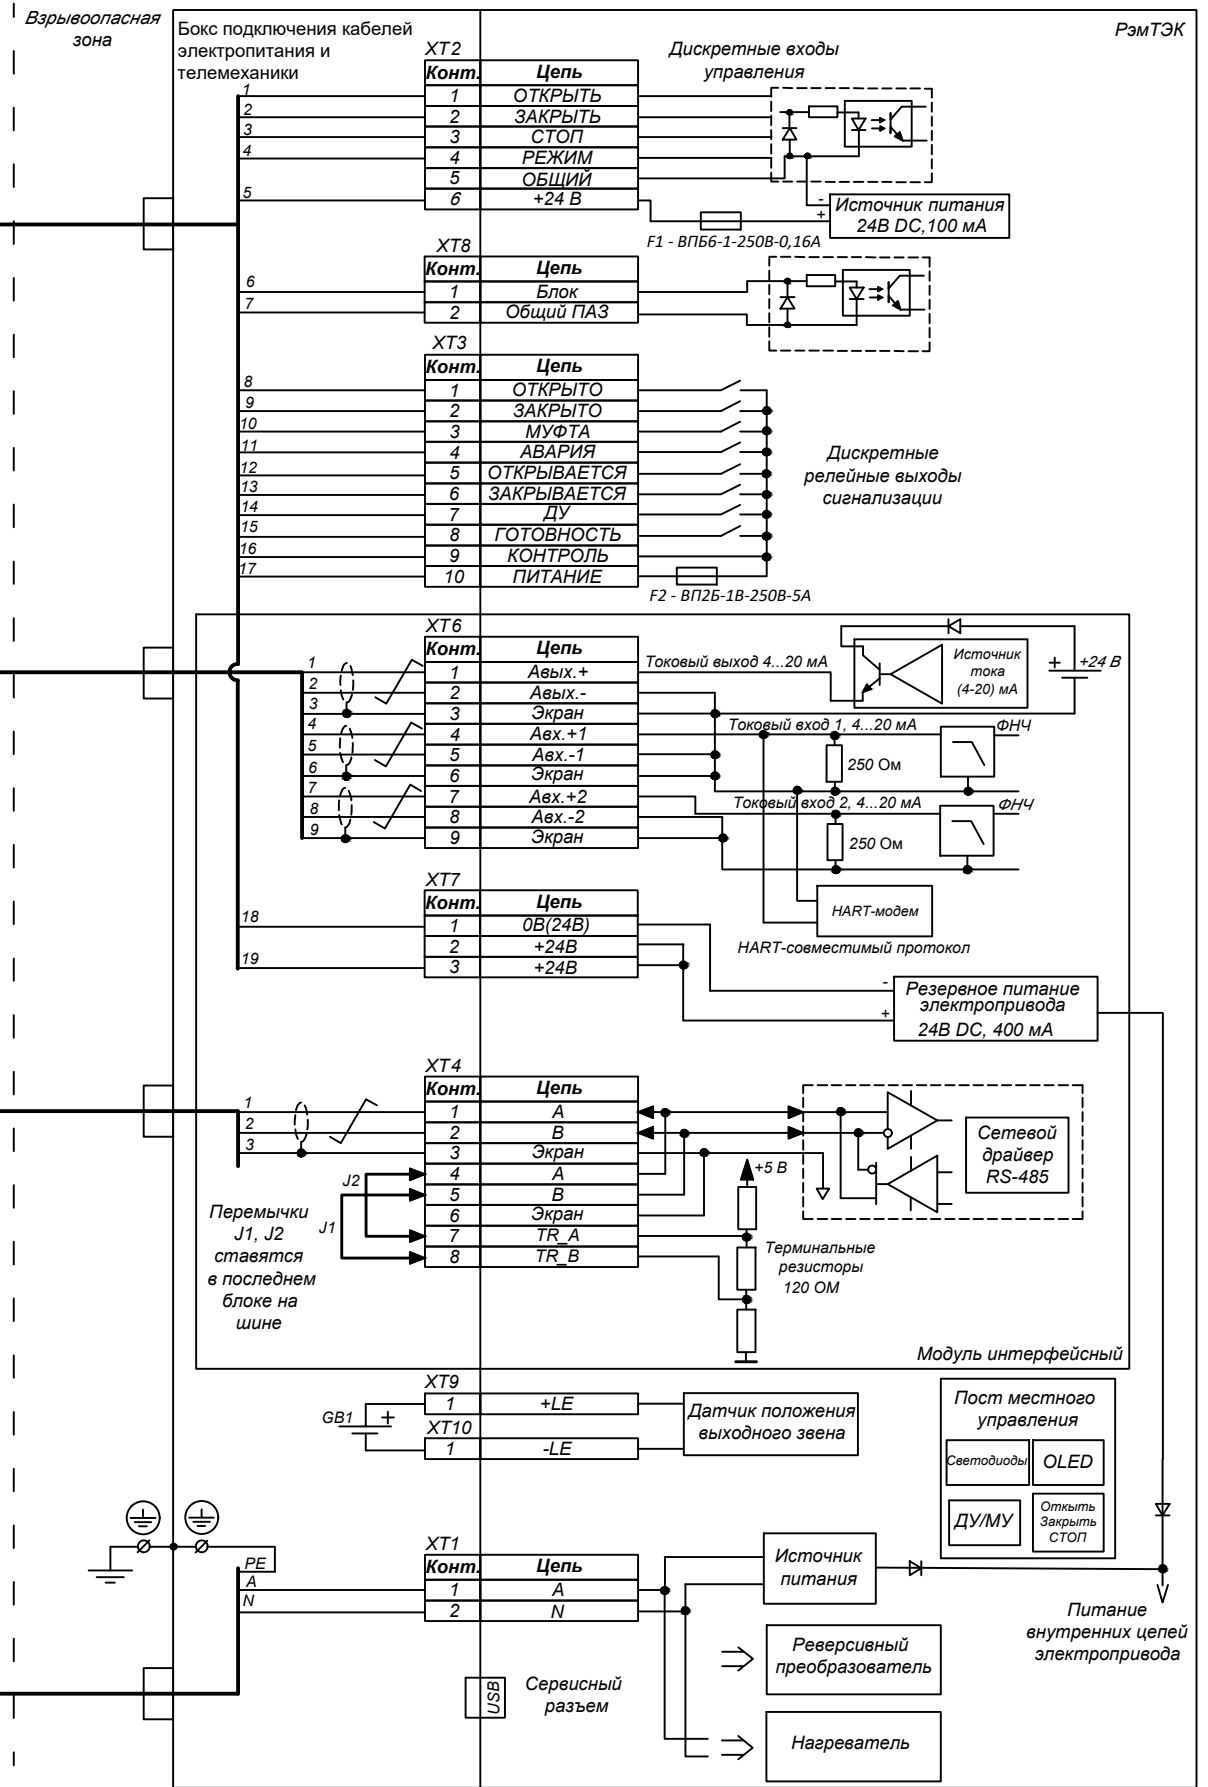 Взрывоопасная
зона
Бокс подключения кабелей
электропитания и
телемеханики
РэмТЭК
XT2
Конт. Цепь
1 1 ОТКРЫТЬ
2 2 ЗАКРЫТЬ
3 3 СТОП
4 4 РЕЖИМ
5 ОБЩИЙ
5 6 +24 В
Дискретные входы
управления
- +
Источник питания
24В DC,100 мА
F1 - ВПБ6-1-250В-0,16А
XT8
Конт. Цепь
6 1 Блок
7 2 Общий ПАЗ
XT3
Конт. Цепь
8 1 ОТКРЫТО
9 2 ЗАКРЫТО
10 3 МУФТА
11 4 АВАРИЯ
12 5 ОТКРЫВАЕТСЯ
13 6 ЗАКРЫВАЕТСЯ
14 7 ДУ
15 8 ГОТОВНОСТЬ
16 9 КОНТРОЛЬ
17 10 ПИТАНИЕ
Дискретные
релейные выходы
сигнализации
F2 - ВП2Б-1В-250В-5А
XT6
Конт. Цепь
1 1 Авых.+
2 2 Авых.-
3 3 Экран
4 4 Авх.+1
5 5 Авх.-1
6 6 Экран
7 7 Авх.+2
8 8 Авх.-2
9 9 Экран
Токовый выход 4...20 мА
Источник
тока
(4-20) мА
+ +24 В
Токовый вход 1, 4...20 мА
ФНЧ
250 Ом
Токовый вход 2, 4...20 мА
ФНЧ
250 Ом
HART-модем
HART-совместимый протокол
XT7
Конт. Цепь
18 1 0В(24В)
2 +24В
19 3 +24В
-
+
Резервное питание
электропривода
24В DC, 400 мА
XT4
Конт. Цепь
1 1 A
2 2 B
3 3 Экран
4 A
5 B
6 Экран
7 TR_A
8 TR_B
J2
J1
Перемычки
J1, J2
ставятся
в последнем
блоке на
шине
+5 В
Терминальные
резисторы
120 ОМ
Сетевой
драйвер
RS-485
Модуль интерфейсный
XT9
1 +LE
GB1 +
XT10
1 -LE
Датчик положения
выходного звена
Пост местного
управления
Светодиоды
OLED
ДУ/МУ
Откыть
Закрыть
СТОП
XT1
Конт. Цепь
PE
A 1 A
N 2 N
Источник
питания
Питание
внутренних цепей
электропривода
Реверсивный
преобразователь
USB
Сервисный
разъем
Нагреватель